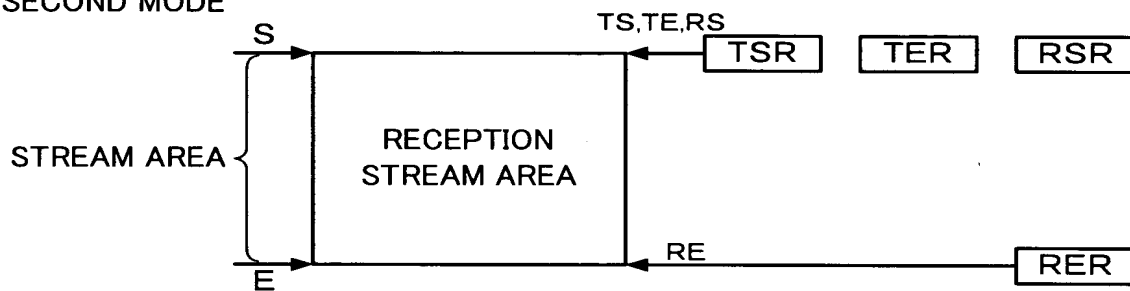 SECOND MODE
S
TS,TE,RS
TSR
TER
RSR
STREAM AREA
RECEPTION
STREAM AREA
RE
E
RER